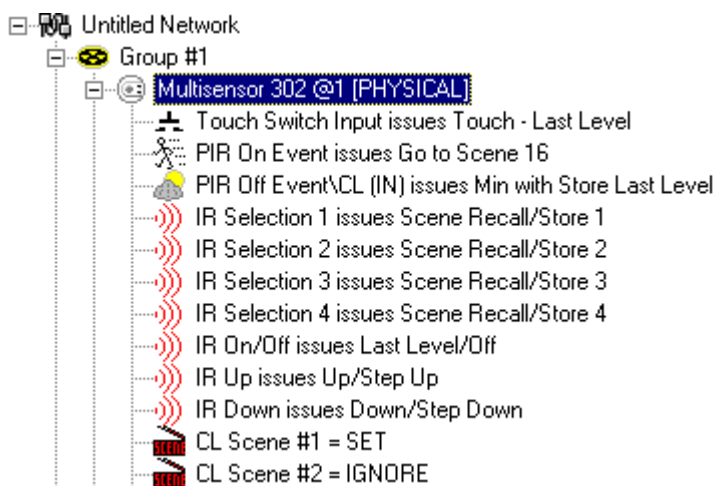 Untitled Network
Group #1
Multisensor 302 @1 [PHYSICAL]
Touch Switch Input issues Touch - Last Level
PIR On Event issues Go to Scene 16
PIR Off Event\CL (IN) issues Min with Store Last Level
IR Selection 1 issues Scene Recall/Store 1
IR Selection 2 issues Scene Recall/Store 2
IR Selection 3 issues Scene Recall/Store 3
IR Selection 4 issues Scene Recall/Store 4
IR On/Off issues Last Level/Off
IR Up issues Up/Step Up
IR Down issues Down/Step Down
SCENE CL Scene #1 = SET
SCENE CL Scene #2 = IGNORE